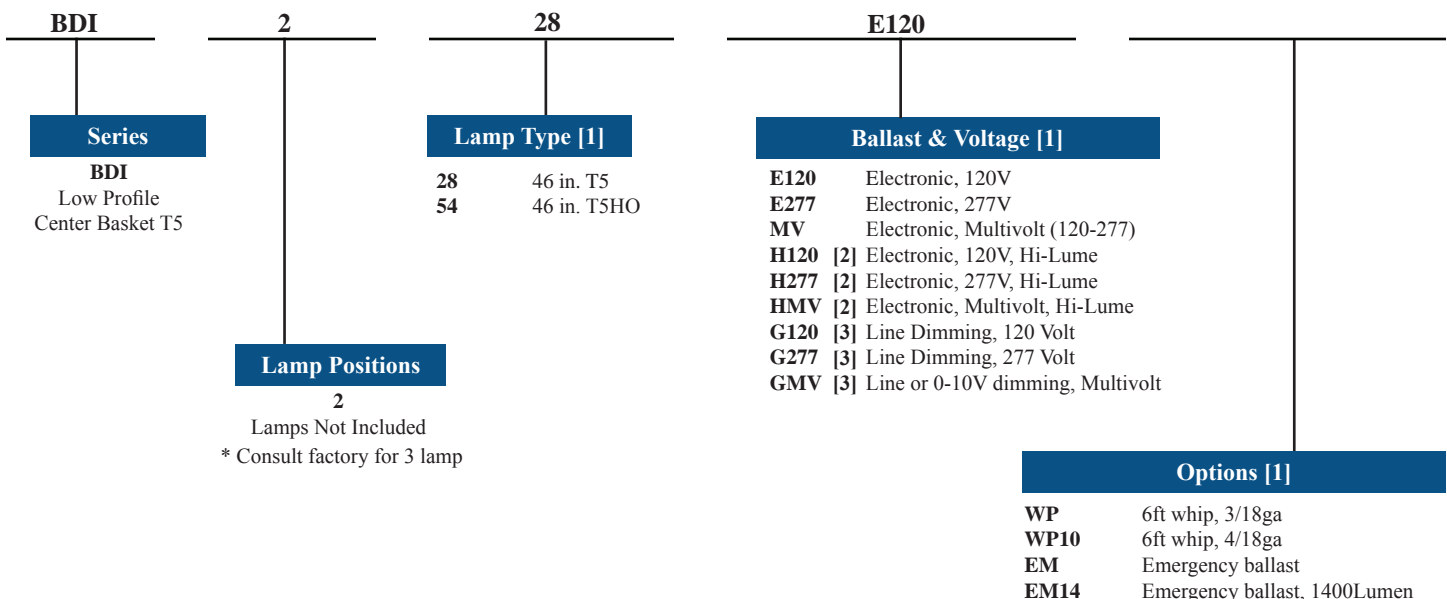 BDI 2 28 E120
Series
BDI
Low Profile
Center Basket T5
Lamp Positions
2
Lamps Not Included
* Consult factory for 3 lamp
Lamp Type [1]
28 46 in. T5
54 46 in. T5HO
Ballast & Voltage [1]
E120 Electronic, 120V
E277 Electronic, 277V
MV Electronic, Multivolt (120-277)
H120 [2] Electronic, 120V, Hi-Lume
H277 [2] Electronic, 277V, Hi-Lume
HMV [2] Electronic, Multivolt, Hi-Lume
G120 [3] Line Dimming, 120 Volt
G277 [3] Line Dimming, 277 Volt
GMV [3] Line or 0-10V dimming, Multivolt
Options [1]
WP 6ft whip, 3/18ga
WP10 6ft whip, 4/18ga
EM Emergency ballast
EM14 Emergency ballast, 1400Lumen